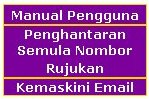 Manual Pengguna
Penghantaran
Semula Nombor
Rujukan
Kemaskini Email